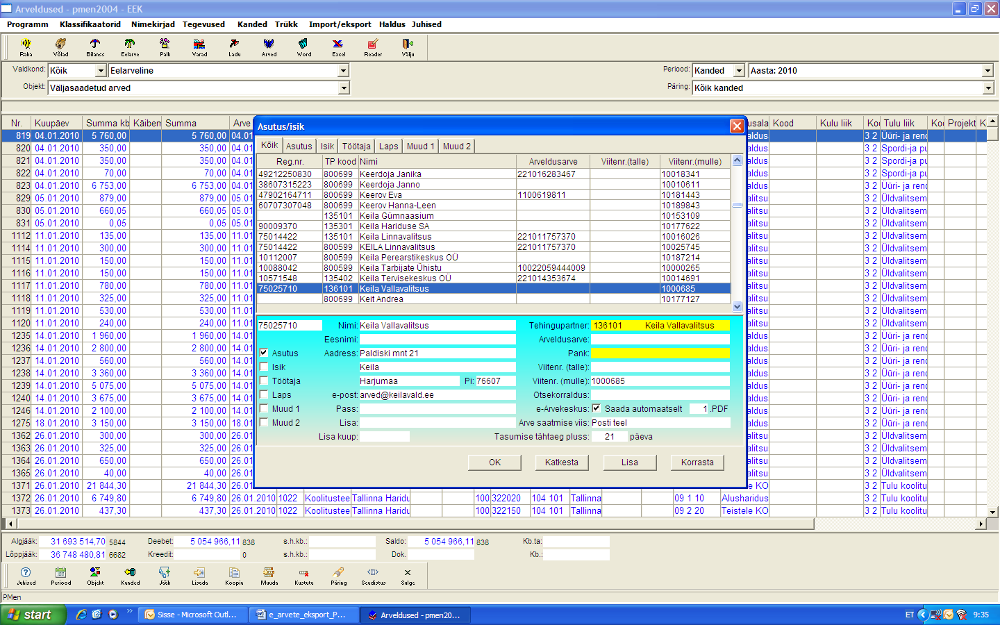 Arveldused - pmen2004 - EEK
Programm Klassifikaatorid Nimekirjad Tegevused Kanded Trükk Import/eksport Haldus Juhised
Raha Võlad Bilanss Eelarve Palk Varad Ladu Arved Word Excel Reader Välju
Valdkond: Kõik Eelarveline Periood: Kanded Aasta: 2010
Objekt: Väljasaadetud arved Päring: Kõik kanded
Nr. Kuupäev Summa kb Käibem Summa Arve usala Kood Kulu liik Koo Tulu liik Koo Projekt K
819 04.01.2010 5 760,00 5 760,00 04.01 aldus 3 2 Üüri- ja rend
820 04.01.2010 350,00 350,00 04.01 aldus 3 2 Spordi-ja pu
821 04.01.2010 350,00 350,00 04.01 aldus 3 2 Spordi-ja pu
822 04.01.2010 70,00 70,00 04.01 aldus 3 2 Spordi-ja pu
823 04.01.2010 6 753,00 6 753,00 04.01 aldus 3 2 Üüri- ja rend
829 05.01.2010 879,00 879,00 05.01 alitsu 3 2 Üüri- ja rend
830 05.01.2010 660,05 660,05 05.01 alitsu 3 2 Üldvalitsem
831 05.01.2010 0,05 0,05 05.01 alitsu 3 2 Üldvalitsem
1112 11.01.2010 135,00 135,00 11.01 alitsu 3 2 Üldvalitsem
1114 11.01.2010 300,00 300,00 11.01 alitsu 3 2 Üldvalitsem
1115 11.01.2010 150,00 150,00 11.01 alitsu 3 2 Üldvalitsem
1116 11.01.2010 150,00 150,00 11.01 alitsu 3 2 Üldvalitsem
1117 11.01.2010 780,00 780,00 11.01 alitsu 3 2 Üldvalitsem
1118 11.01.2010 325,00 325,00 11.01 alitsu 3 2 Üldvalitsem
1119 11.01.2010 530,00 530,00 11.01 alitsu 3 2 Üldvalitsem
1120 11.01.2010 240,00 240,00 11.01 alitsu 3 2 Üldvalitsem
1235 14.01.2010 1 960,00 1 960,00 14.01 alitsu 3 2 Üüri- ja rend
1236 14.01.2010 2 800,00 2 800,00 14.01 alitsu 3 2 Üüri- ja rend
1237 14.01.2010 560,00 560,00 14.01 alitsu 3 2 Üüri- ja rend
1238 14.01.2010 3 360,00 3 360,00 14.01 alitsu 3 2 Üüri- ja rend
1239 14.01.2010 5 075,00 5 075,00 14.01 alitsu 3 2 Üüri- ja rend
1240 14.01.2010 3 675,00 3 675,00 14.01 alitsu 3 2 Üüri- ja rend
1246 14.01.2010 2 100,00 2 100,00 14.01 alitsu 3 2 Üüri- ja rend
1275 18.01.2010 3 150,00 3 150,00 18.01 alitsu 3 2 Üüri- ja rend
1362 26.01.2010 300,00 300,00 26.01 alitsu 3 2 Üldvalitsem
1363 26.01.2010 325,00 325,00 26.01 alitsu 3 2 Üldvalitsem
1364 26.01.2010 650,00 650,00 26.01 alitsu 3 2 Üldvalitsem
1365 26.01.2010 40,00 40,00 26.01 alitsu 3 2 Üldvalitsem
1371 26.01.2010 21 844,30 21 844,30 26.01 ele KO 3 2 Tulu koolitu
1372 26.01.2010 6 749,80 6 749,80 26.01.2010 1022 Koolitustee Tallinna Haridu 100 322020 104 101 Tallinna 09 1 10 Alusharidus 3 2 Tulu koolitu
1373 26.01.2010 437,30 437,30 26.01.2010 1022 Koolitustee Tallinna Haridu 100 322150 104 101 Tallinna 09 2 20 Teistele KO 3 2 Tulu koolitu
Asutus/isik
Kõik Asutus Isik Töötaja Laps Muud 1 Muud 2
Reg.nr. TP kood Nimi Arveldusarve Viitenr.(talle) Viitenr.(mulle)
49212250830 800699 Keerdoja Janika 221016283467 10018341
38607315223 800699 Keerdoja Janno 10010611
47902164711 800699 Keerov Eva 1100619811 10181443
60707307048 800699 Keerov Hanna-Leen 10189843
135101 Keila Gümnaasium 10153109
90009370 135301 Keila Hariduse SA 10177622
75014422 135101 Keila Linnavalitsus 221011757370 10016026
75014422 800599 KEILA Linnavalitsus 221011757370 10025745
10112007 800599 Keila Perearstikeskus OÜ 10187214
10088042 800599 Keila Tarbijate Ühistu 10022059444009 10000265
10571548 135402 Keila Tervisekeskus OÜ 221014353674 10014691
75025710 136101 Keila Vallavalitsus 1000685
800699 Keit Andrea 10177127
75025710 Nimi: Keila Vallavalitsus Tehingupartner: 136101 Keila Vallavalitsus
Eesnimi: Arveldusarve:
Asutus Aadress: Paldiski mnt 21 Pank:
Isik Keila Viitenr. (talle):
Töötaja Harjumaa Pi: 76607 Viitenr. (mulle): 1000685
Laps e-post: arved@keilavald.ee Otsekorraldus:
Muud 1 Pass: e-Arvekeskus: Saada automaatselt 1 .PDF
Muud 2 Lisa: Arve saatmise viis: Posti teel
Lisa kuup: Tasumise tähtaeg pluss: 21 päeva
OK Katkesta Lisa Korrasta
Algjääk: 31 693 514,70 5844 Deebet: 5 054 966,11 838 s.h.kb.: Saldo: 5 054 966,11 838 Kb.ta:
Lõppjääk: 36 748 480,81 6682 Kreedit: 0 s.h.kb.: Dok. Kb.:
Juhised Periood Objekt Kanded Jääk Lisada Koopia Muuda Kustuta Päring Seadistus Sulge
PMen
start Sisse - Microsoft Outl... e_arvete_eksport_P... Arveldused - pmen20... ET 9:35